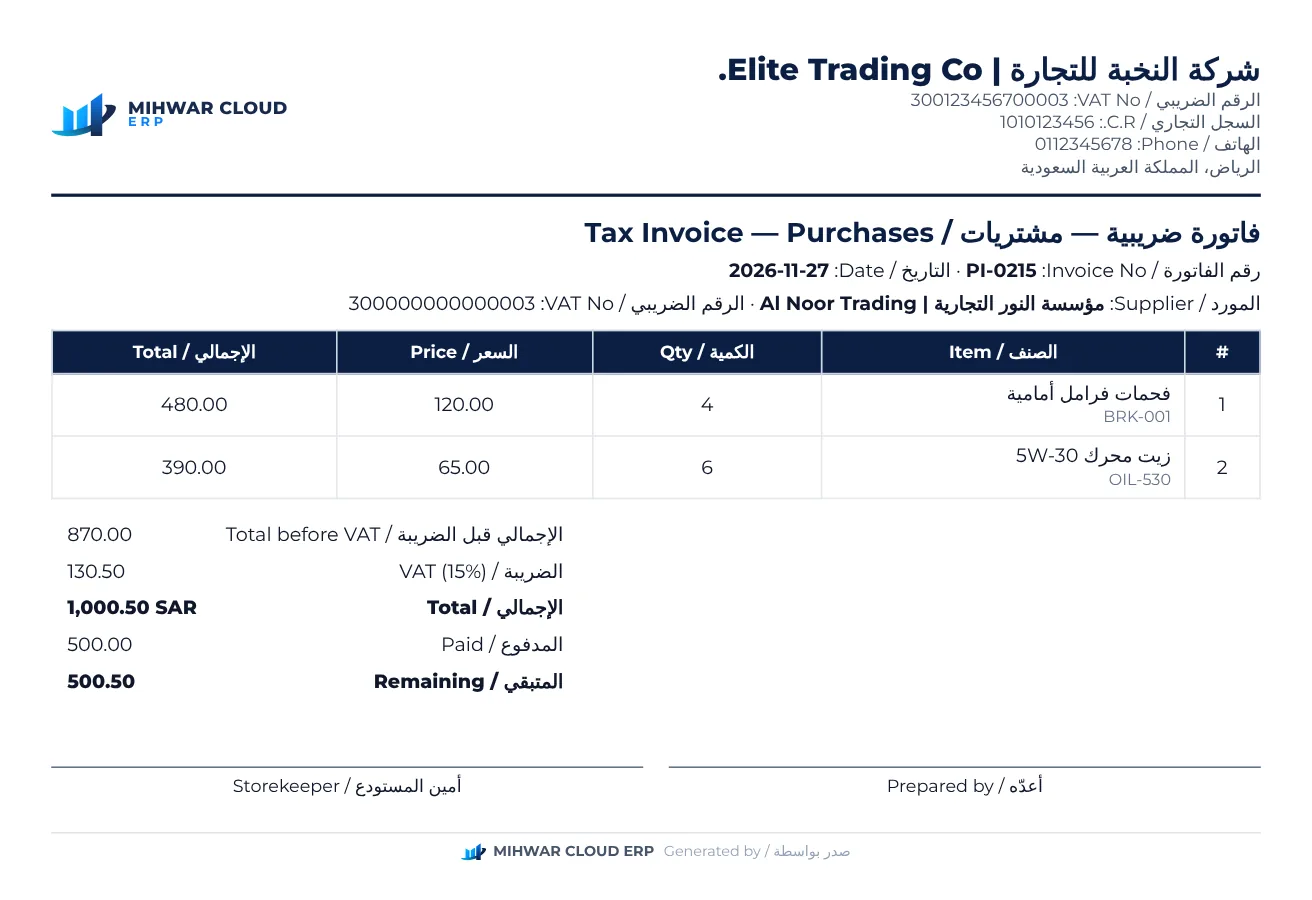 شركة النخبة للتجارة | Elite Trading Co.
الرقم الضريبي / VAT No: 300123456700003
السجل التجاري / C.R.: 1010123456
الهاتف / Phone: 0112345678
الرياض، المملكة العربية السعودية
MIHWAR CLOUD
ERP
فاتورة ضريبية — مشتريات / Tax Invoice — Purchases
رقم الفاتورة / Invoice No: PI-0215 · التاريخ / Date: 2026-11-27
المورد / Supplier: مؤسسة النور التجارية | Al Noor Trading · الرقم الضريبي / VAT No: 300000000000003
# الصنف / Item الكمية / Qty السعر / Price الإجمالي / Total
1 فحمات فرامل أمامية 4 120.00 480.00
BRK-001
2 زيت محرك 5W-30 6 65.00 390.00
OIL-530
الإجمالي قبل الضريبة / Total before VAT 870.00
الضريبة / VAT (15%) 130.50
الإجمالي / Total 1,000.50 SAR
المدفوع / Paid 500.00
المتبقي / Remaining 500.50
أعدّه / Prepared by
أمين المستودع / Storekeeper
صدر بواسطة / Generated by MIHWAR CLOUD ERP